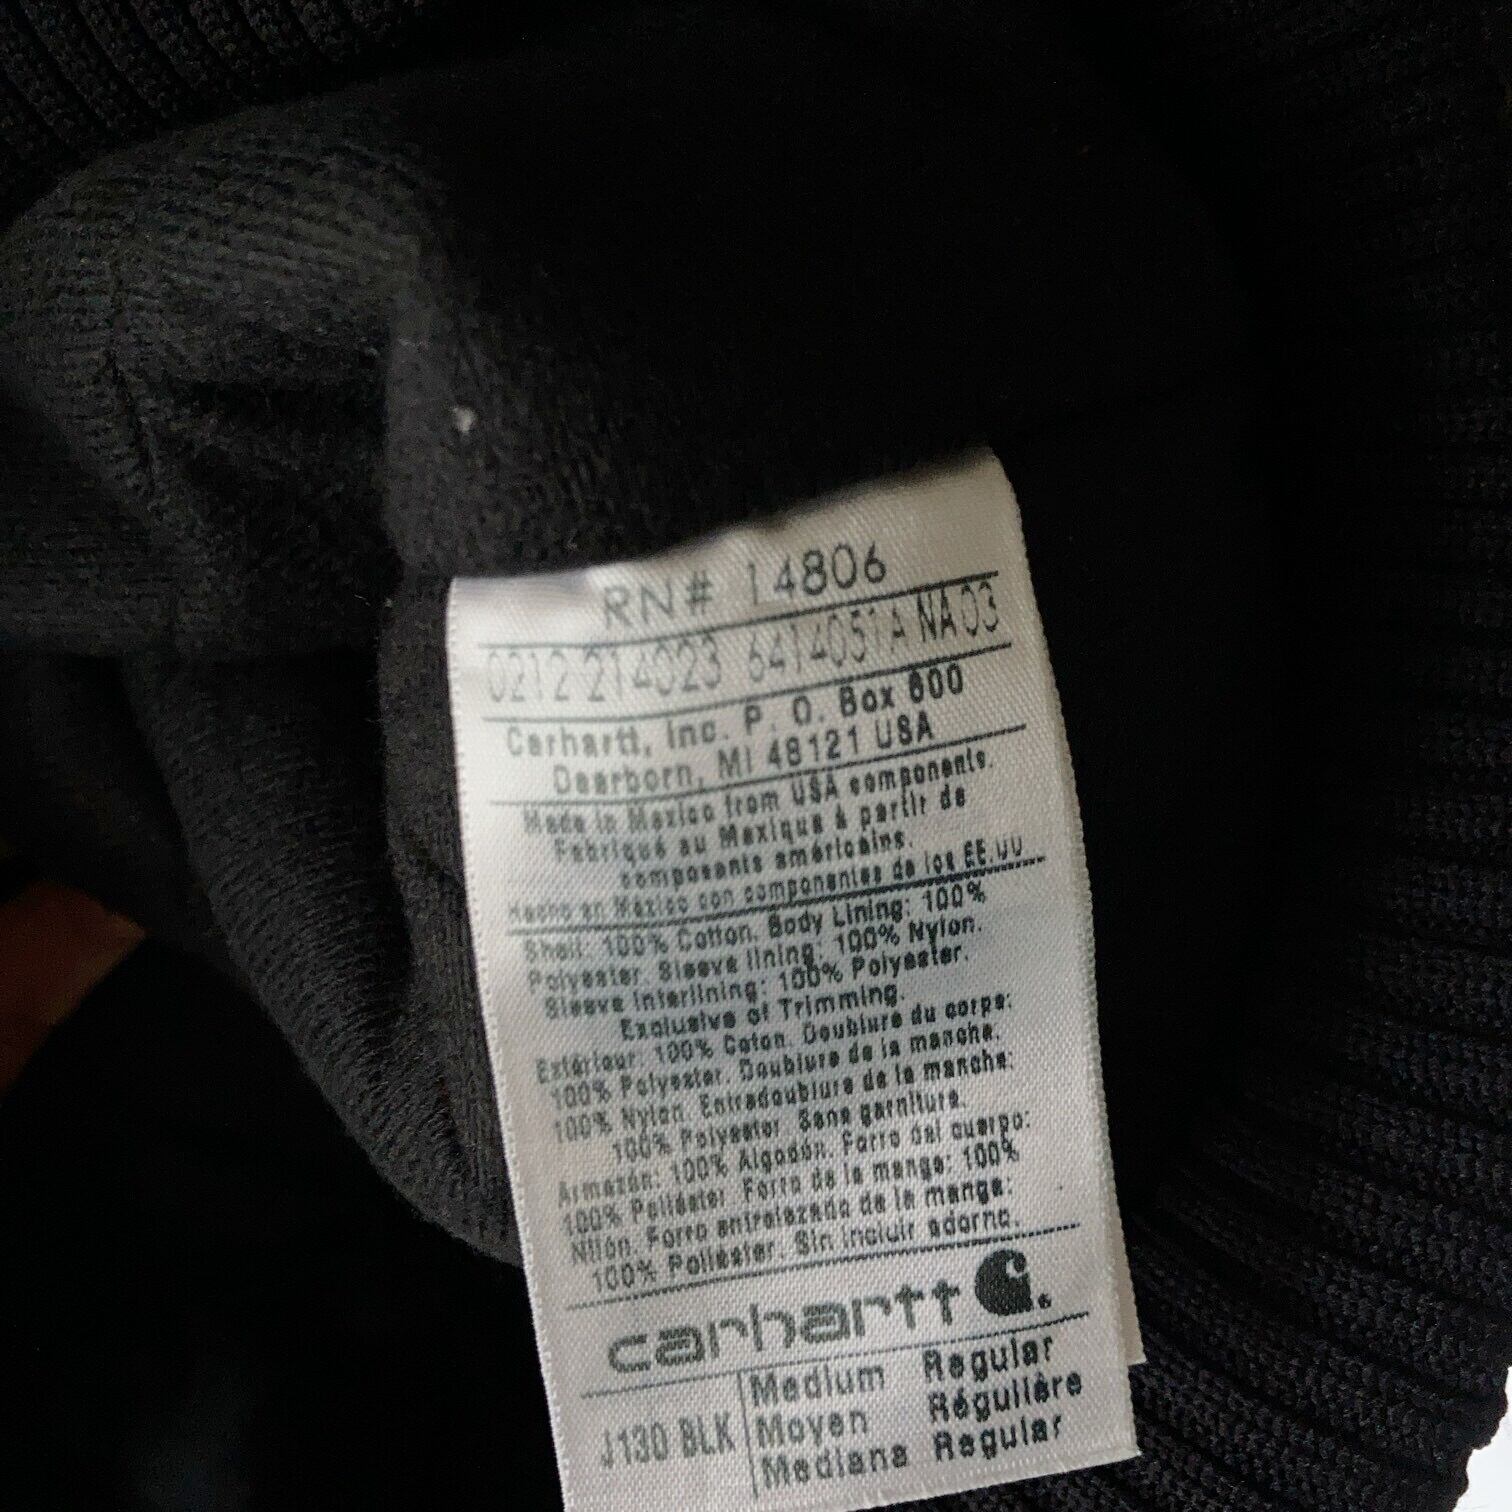 RN# 14806
0212 214023 6414051A NA 03
Carhartt, Inc. P. O. Box 600
Dearborn, MI 48121 USA
Made in Mexico from USA components.
Fabriqué au Mexique à partir de
composants américains.
Hecho en México con componentes de los EE.UU
Shell: 100% Cotton. Body Lining: 100%
Polyester. Sleeve lining: 100% Nylon.
Sleeve Interlining: 100% Polyester.
Exclusive of Trimming.
Extérieur: 100% Coton. Doublure du corps:
100% Polyester. Doublure de la manche.
100% Nylon. Entredoublure de la manche:
100% Polyester. Sans garniture.
Armazón: 100% Algodón. Forro del cuerpo:
100% Poliéster. Forro de la manga: 100%
Nilón. Forro entrelazado de la manga:
100% Poliéster. Sin incluir adorno.
carhartt
J130 BLK Medium Regular
Moyen Régulière
Mediana Regular